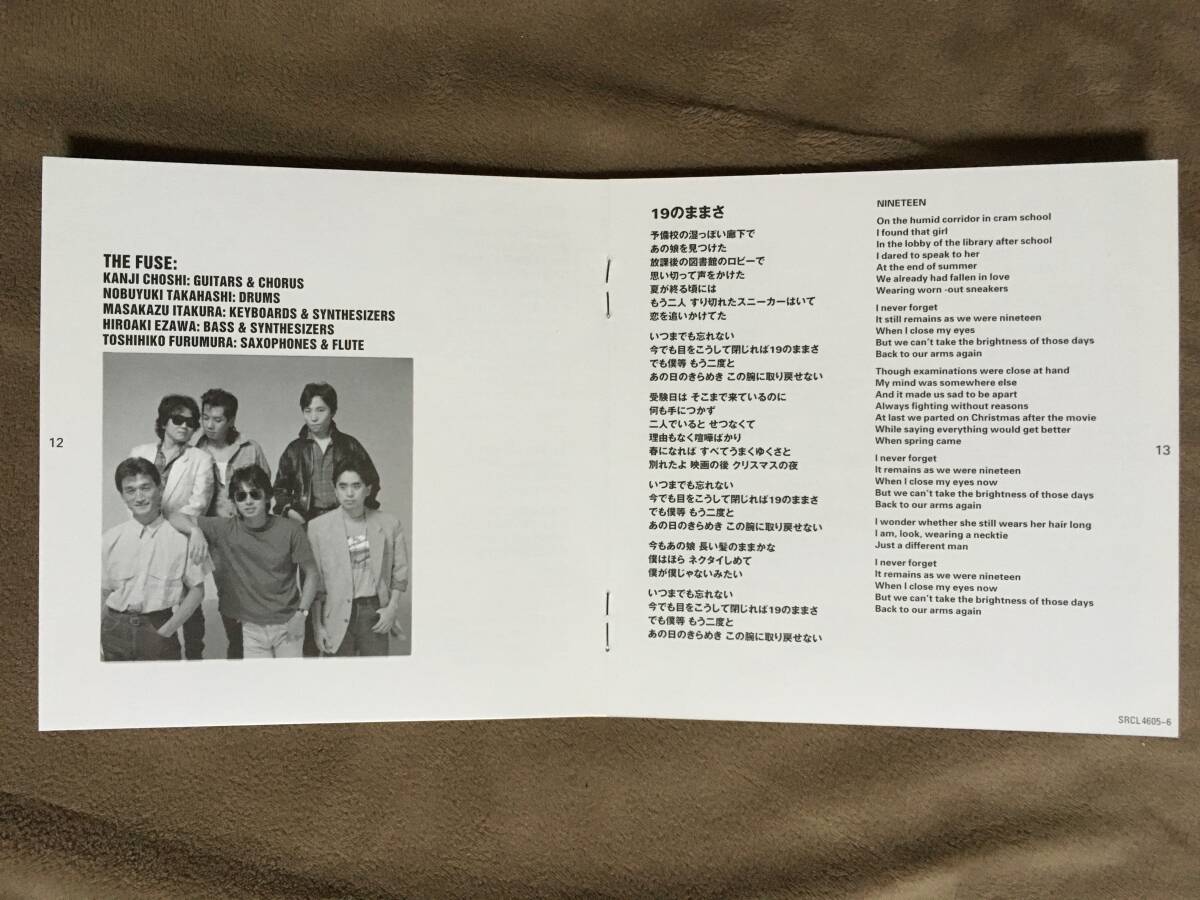 12
THE FUSE:
KANJI CHOSHI: GUITARS & CHORUS
NOBUYUKI TAKAHASHI: DRUMS
MASAKAZU ITAKURA: KEYBOARDS & SYNTHESIZERS
HIROAKI EZAWA: BASS & SYNTHESIZERS
TOSHIHIKO FURUMURA: SAXOPHONES & FLUTE
19のままさ
予備校の湿っぽい廊下で
あの娘を見つけた
放課後の図書館のロビーで
思い切って声をかけた
夏が終る頃には
もう二人 すり切れたスニーカーはいて
恋を追いかけてた
いつまでも忘れない
今でも目をこうして閉じれば19のままさ
でも僕等 もう二度と
あの日のきらめき この腕に取り戻せない
受験日は そこまで来ているのに
何も手につかず
二人でいると せつなくて
理由もなく喧嘩ばかり
春になれば すべてうまくゆくさと
別れたよ 映画の後 クリスマスの夜
いつまでも忘れない
今でも目をこうして閉じれば19のままさ
でも僕等 もう二度と
あの日のきらめき この腕に取り戻せない
今もあの娘 長い髪のままかな
僕はほら ネクタイしめて
僕が僕じゃないみたい
いつまでも忘れない
今でも目をこうして閉じれば19のままさ
でも僕等 もう二度と
あの日のきらめき この腕に取り戻せない
NINETEEN
On the humid corridor in cram school
I found that girl
In the lobby of the library after school
I dared to speak to her
At the end of summer
We already had fallen in love
Wearing worn -out sneakers
I never forget
It still remains as we were nineteen
When I close my eyes
But we can't take the brightness of those days
Back to our arms again
Though examinations were close at hand
My mind was somewhere else
And it made us sad to be apart
Always fighting without reasons
At last we parted on Christmas after the movie
While saying everything would get better
When spring came
I never forget
It remains as we were nineteen
When I close my eyes now
But we can't take the brightness of those days
Back to our arms again
I wonder whether she still wears her hair long
I am, look, wearing a necktie
Just a different man
I never forget
It remains as we were nineteen
When I close my eyes now
But we can't take the brightness of those days
Back to our arms again
13
SRCL 4605-6